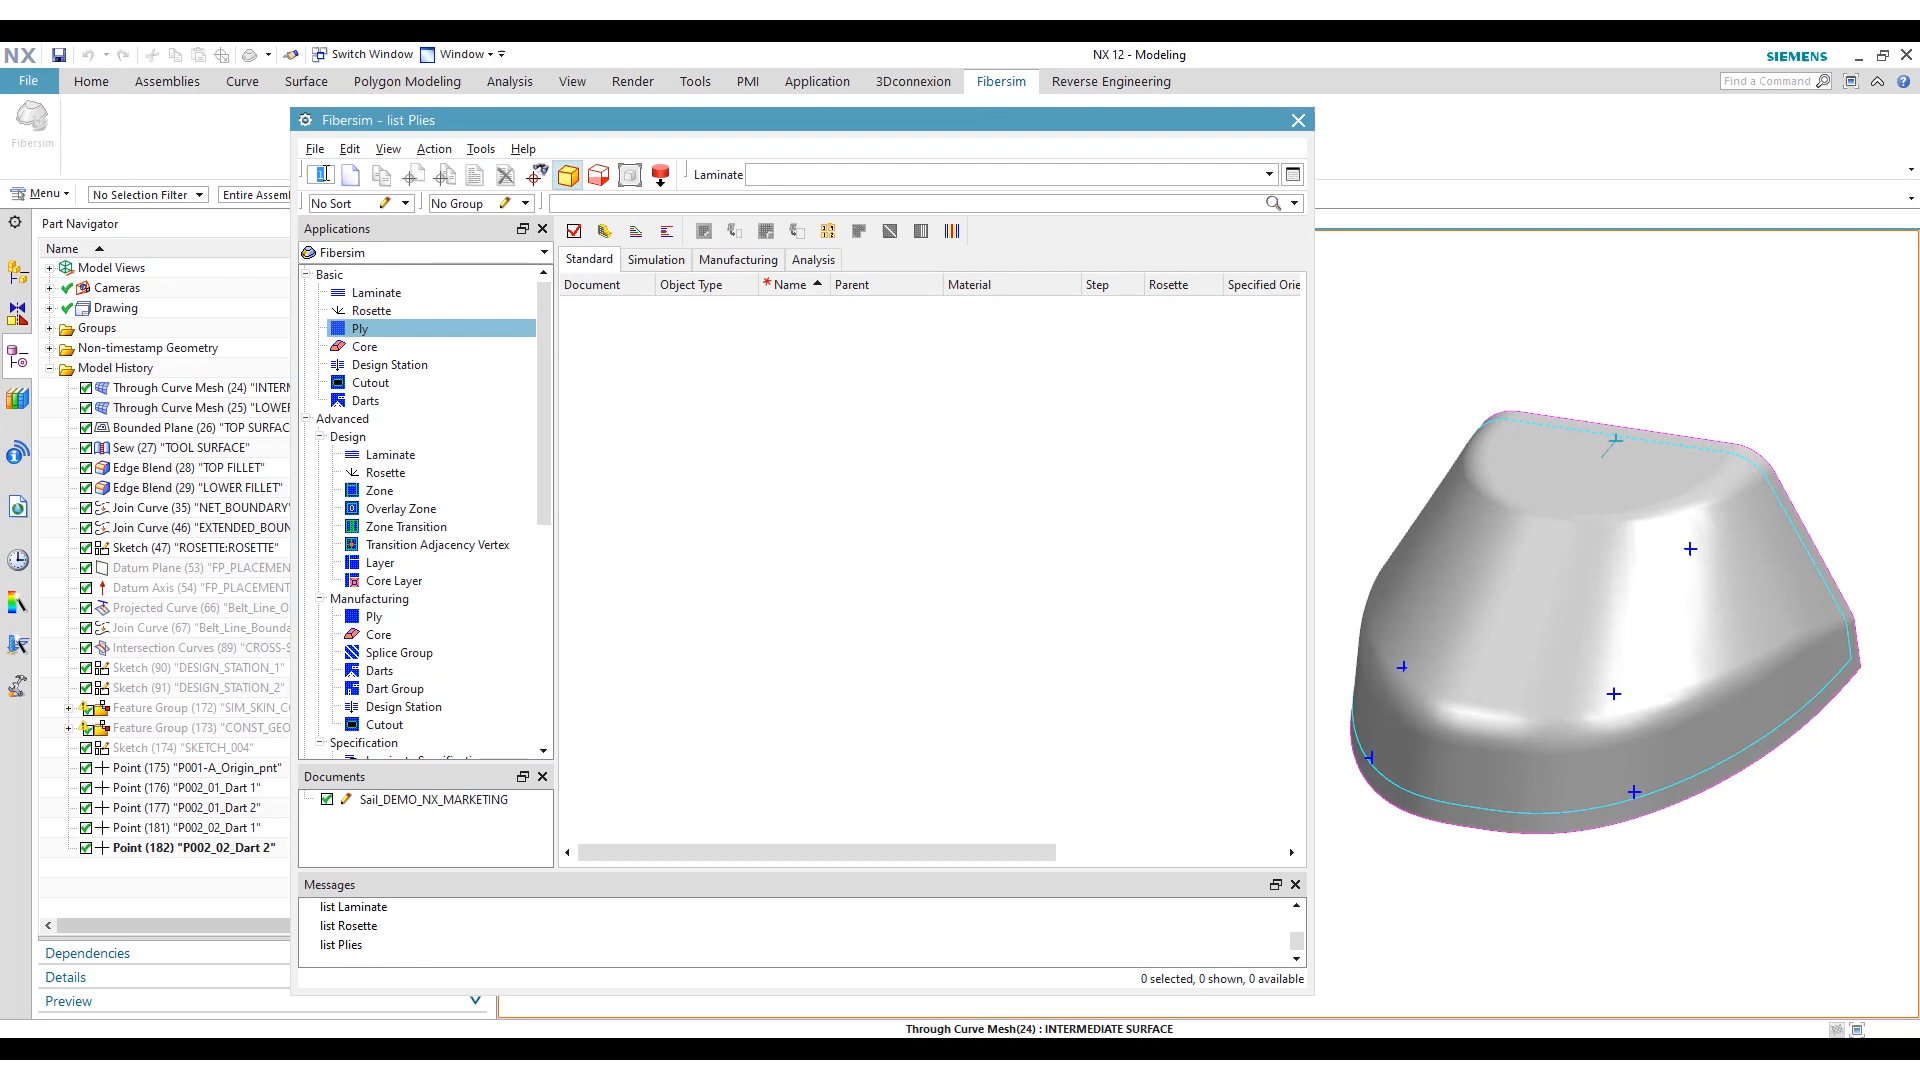 NX
Switch Window
Window
NX 12 - Modeling
SIEMENS
File
Home
Assemblies
Curve
Surface
Polygon Modeling
Analysis
View
Render
Tools
PMI
Application
3Dconnexion
Fibersim
Reverse Engineering
Find a Command
Fibersim
Menu
No Selection Filter
Entire Assembl
Part Navigator
Name
Model Views
Cameras
Drawing
Groups
Non-timestamp Geometry
Model History
Through Curve Mesh (24) "INTERM
Through Curve Mesh (25) "LOWER
Bounded Plane (26) "TOP SURFAC
Sew (27) "TOOL SURFACE"
Edge Blend (28) "TOP FILLET"
Edge Blend (29) "LOWER FILLET"
Join Curve (35) "NET_BOUNDARY"
Join Curve (46) "EXTENDED_BOUN
Sketch (47) "ROSETTE:ROSETTE"
Datum Plane (53) "FP_PLACEMEN
Datum Axis (54) "FP_PLACEMENT
Projected Curve (66) "Belt_Line_O
Join Curve (67) "Belt_Line_Bounda
Intersection Curves (89) "CROSS-S
Sketch (90) "DESIGN_STATION_1"
Sketch (91) "DESIGN_STATION_2"
Feature Group (172) "SIM_SKIN_C
Feature Group (173) "CONST_GEO
Sketch (174) "SKETCH_004"
Point (175) "P001-A_Origin_pnt"
Point (176) "P002_01_Dart 1"
Point (177) "P002_01_Dart 2"
Point (181) "P002_02_Dart 1"
Point (182) "P002_02_Dart 2"
Dependencies
Details
Preview
Fibersim - list Plies
File
Edit
View
Action
Tools
Help
Laminate
No Sort
No Group
Applications
Fibersim
Basic
Laminate
Rosette
Ply
Core
Design Station
Cutout
Darts
Advanced
Design
Laminate
Rosette
Zone
Overlay Zone
Zone Transition
Transition Adjacency Vertex
Layer
Core Layer
Manufacturing
Ply
Core
Splice Group
Darts
Dart Group
Design Station
Cutout
Specification
Documents
Sail_DEMO_NX_MARKETING
Standard
Simulation
Manufacturing
Analysis
Document
Object Type
* Name
Parent
Material
Step
Rosette
Specified Orie
Messages
list Laminate
list Rosette
list Plies
0 selected, 0 shown, 0 available
Through Curve Mesh(24) : INTERMEDIATE SURFACE